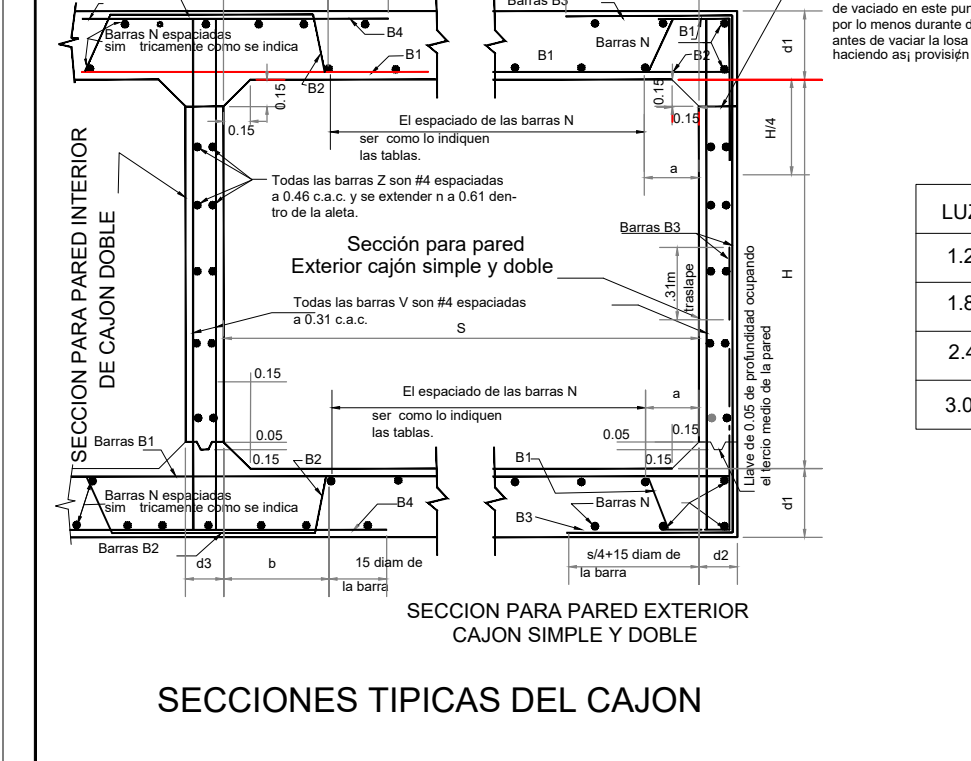 Barras B3
de vaciado en este pun
por lo menos durante d
antes de vaciar la losa
haciendo as¡ provisi¢n
Barras N espaciadas
sim tricamente como se indica
B4
B1
B2
B1
Barras N
B1
B2
d1
0.15
0.15
0.15
0.15
H/4
El espaciado de las barras N
ser como lo indiquen
las tablas.
a
Todas las barras Z son #4 espaciadas
a 0.46 c.a.c. y se extender n a 0.61 den-
tro de la aleta.
SECCION PARA PARED INTERIOR
DE CAJON DOBLE
Sección para pared
Exterior cajón simple y doble
Barras B3
.31m
traslape
H
Todas las barras V son #4 espaciadas
a 0.31 c.a.c.
S
Llave de 0.05 de profundidad ocupando
el tercio medio de la pared
LUZ
1.2
1.8
2.4
3.0
0.15
El espaciado de las barras N
ser como lo indiquen
las tablas.
a
0.05
0.15
0.05
0.15
0.15
Barras B1
B2
B1
Barras N espaciadas
sim tricamente como se indica
B4
Barras N
B3
d1
Barras B2
d3
b
15 diam de
la barra
s/4+15 diam de
la barra
d2
SECCION PARA PARED EXTERIOR
CAJON SIMPLE Y DOBLE
SECCIONES TIPICAS DEL CAJON